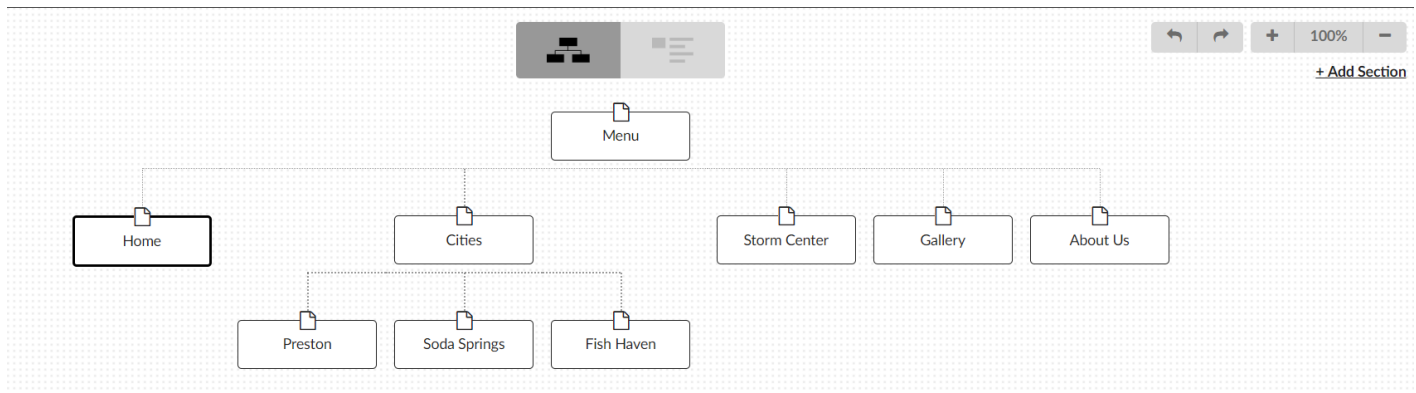 100%
+ Add Section
Menu
Home
Cities
Storm Center
Gallery
About Us
Preston
Soda Springs
Fish Haven